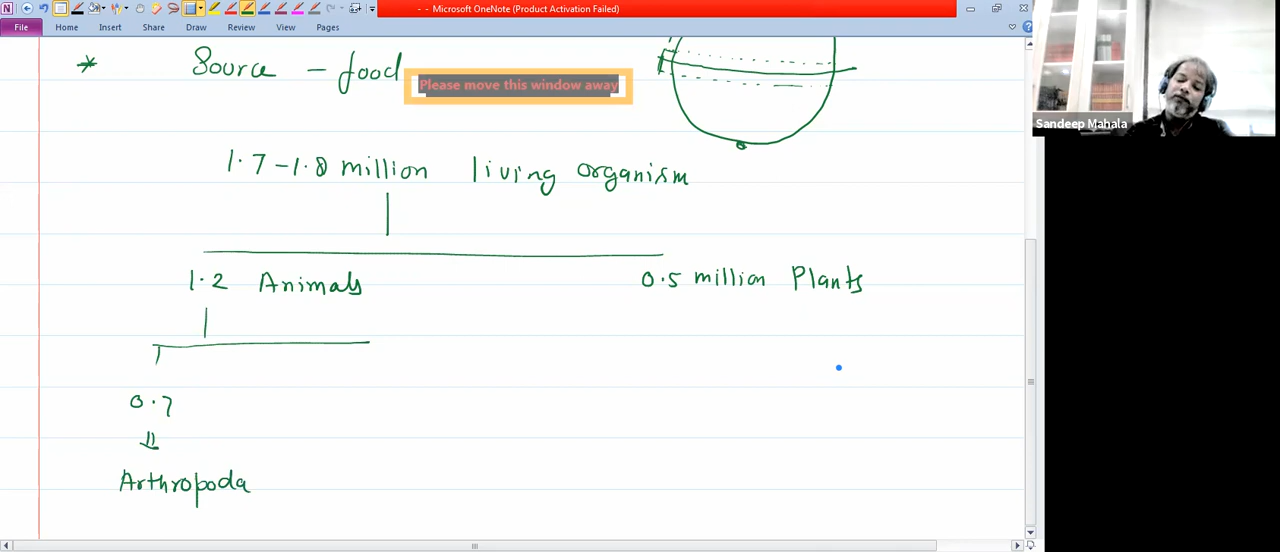 - - Microsoft OneNote (Product Activation Failed)
File Home Insert Share Draw Review View Pages
* Source - food
Please move this window away
Sandeep Mahala
1.7-1.8 million living organism
1.2 Animals 0.5 million Plants
0.7
Arthropoda